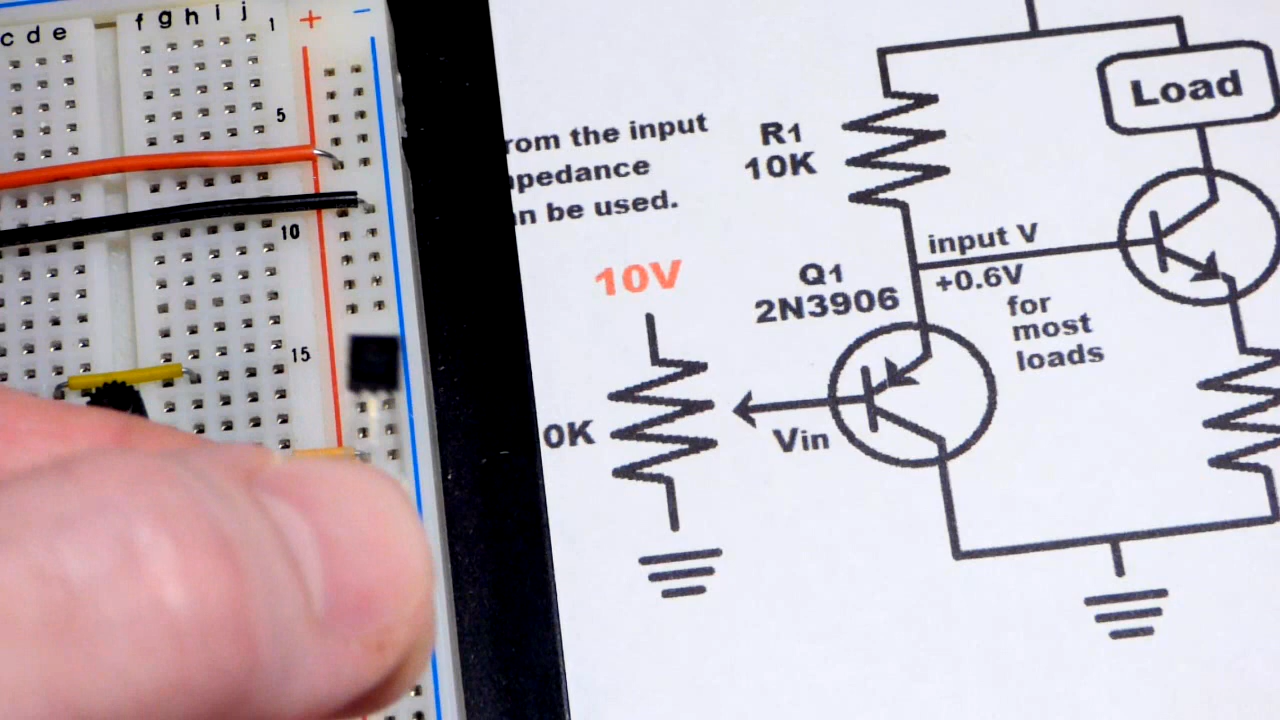 c d e
f g h i j
1
+
−
5
10
15
rom the input
pedance
n be used.
R1
10K
Load
input V
+0.6V
for
most
loads
10V
Q1
2N3906
0K
Vin